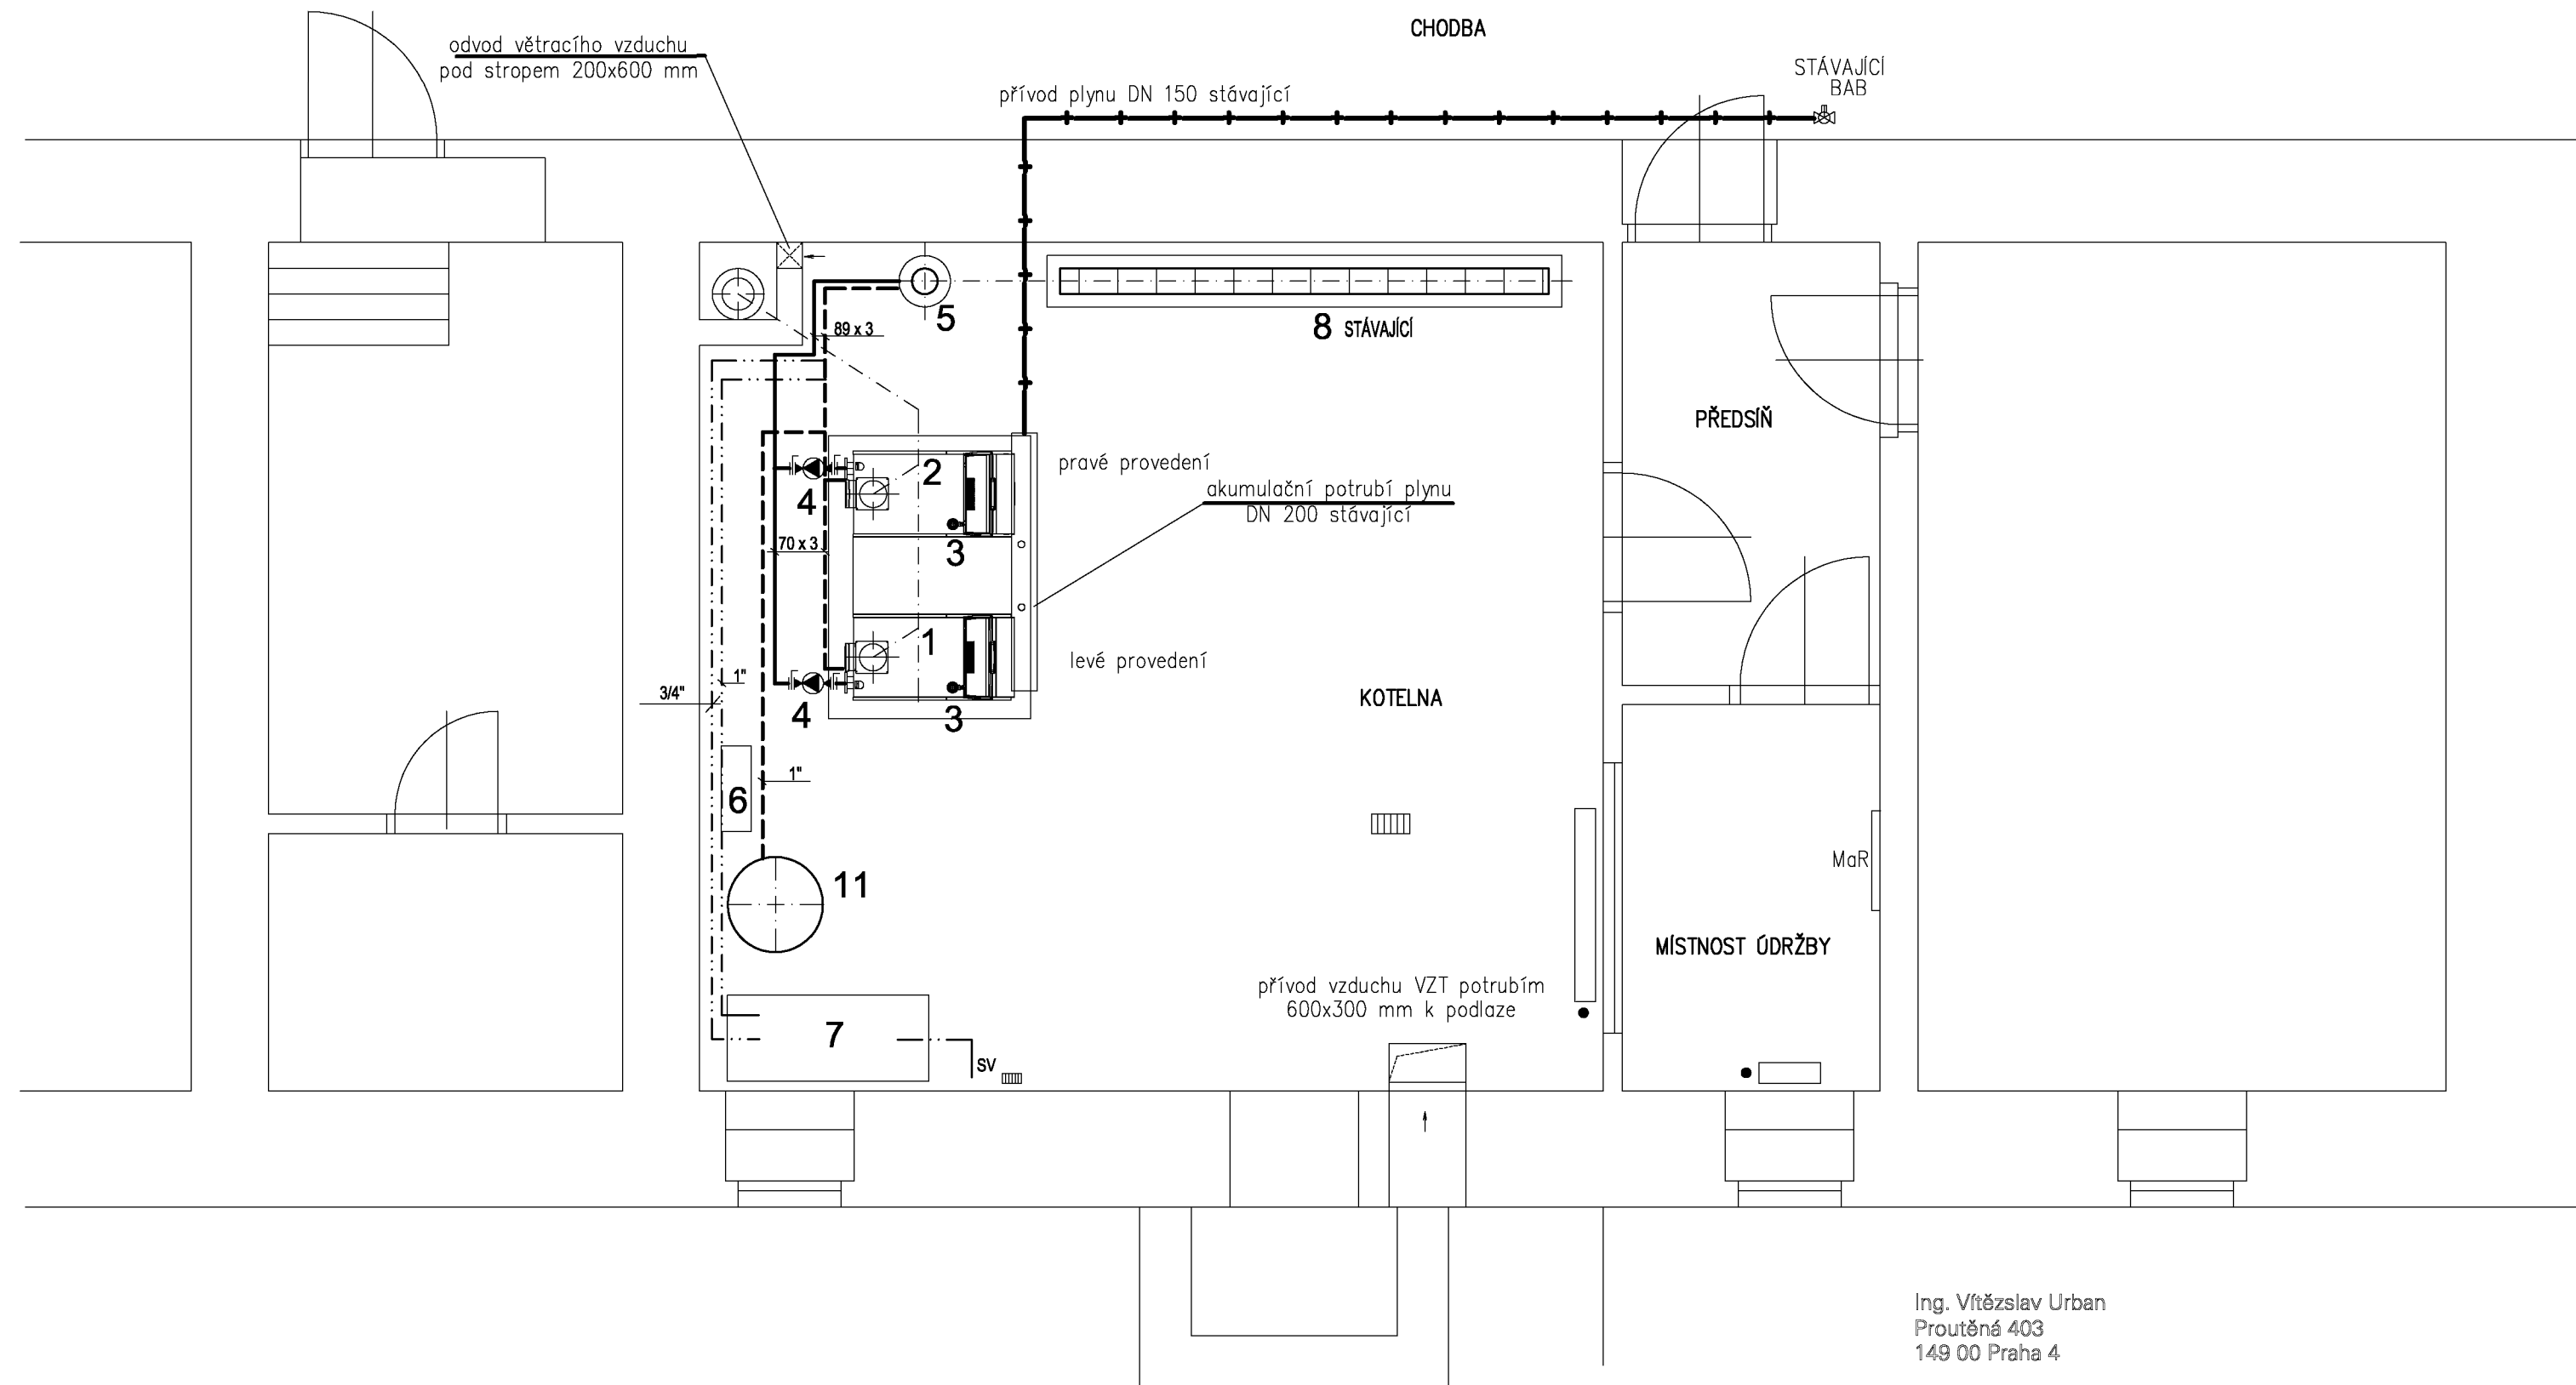 CHODBA
odvod větracího vzduchu
pod stropem 200x600 mm
STÁVAJÍCÍ
BAB
přívod plynu DN 150 stávající
5
89 x 3
8 STÁVAJÍCÍ
PŘEDSÍŇ
2
pravé provedení
4
akumulační potrubí plynu
DN 200 stávající
70 x 3
3
1
levé provedení
1"
3/4"
KOTELNA
4
3
1"
6
MaR
11
MÍSTNOST ÚDRŽBY
přívod vzduchu VZT potrubím
600x300 mm k podlaze
7
SV
Ing. Vítězslav Urban
Proutěná 403
149 00 Praha 4